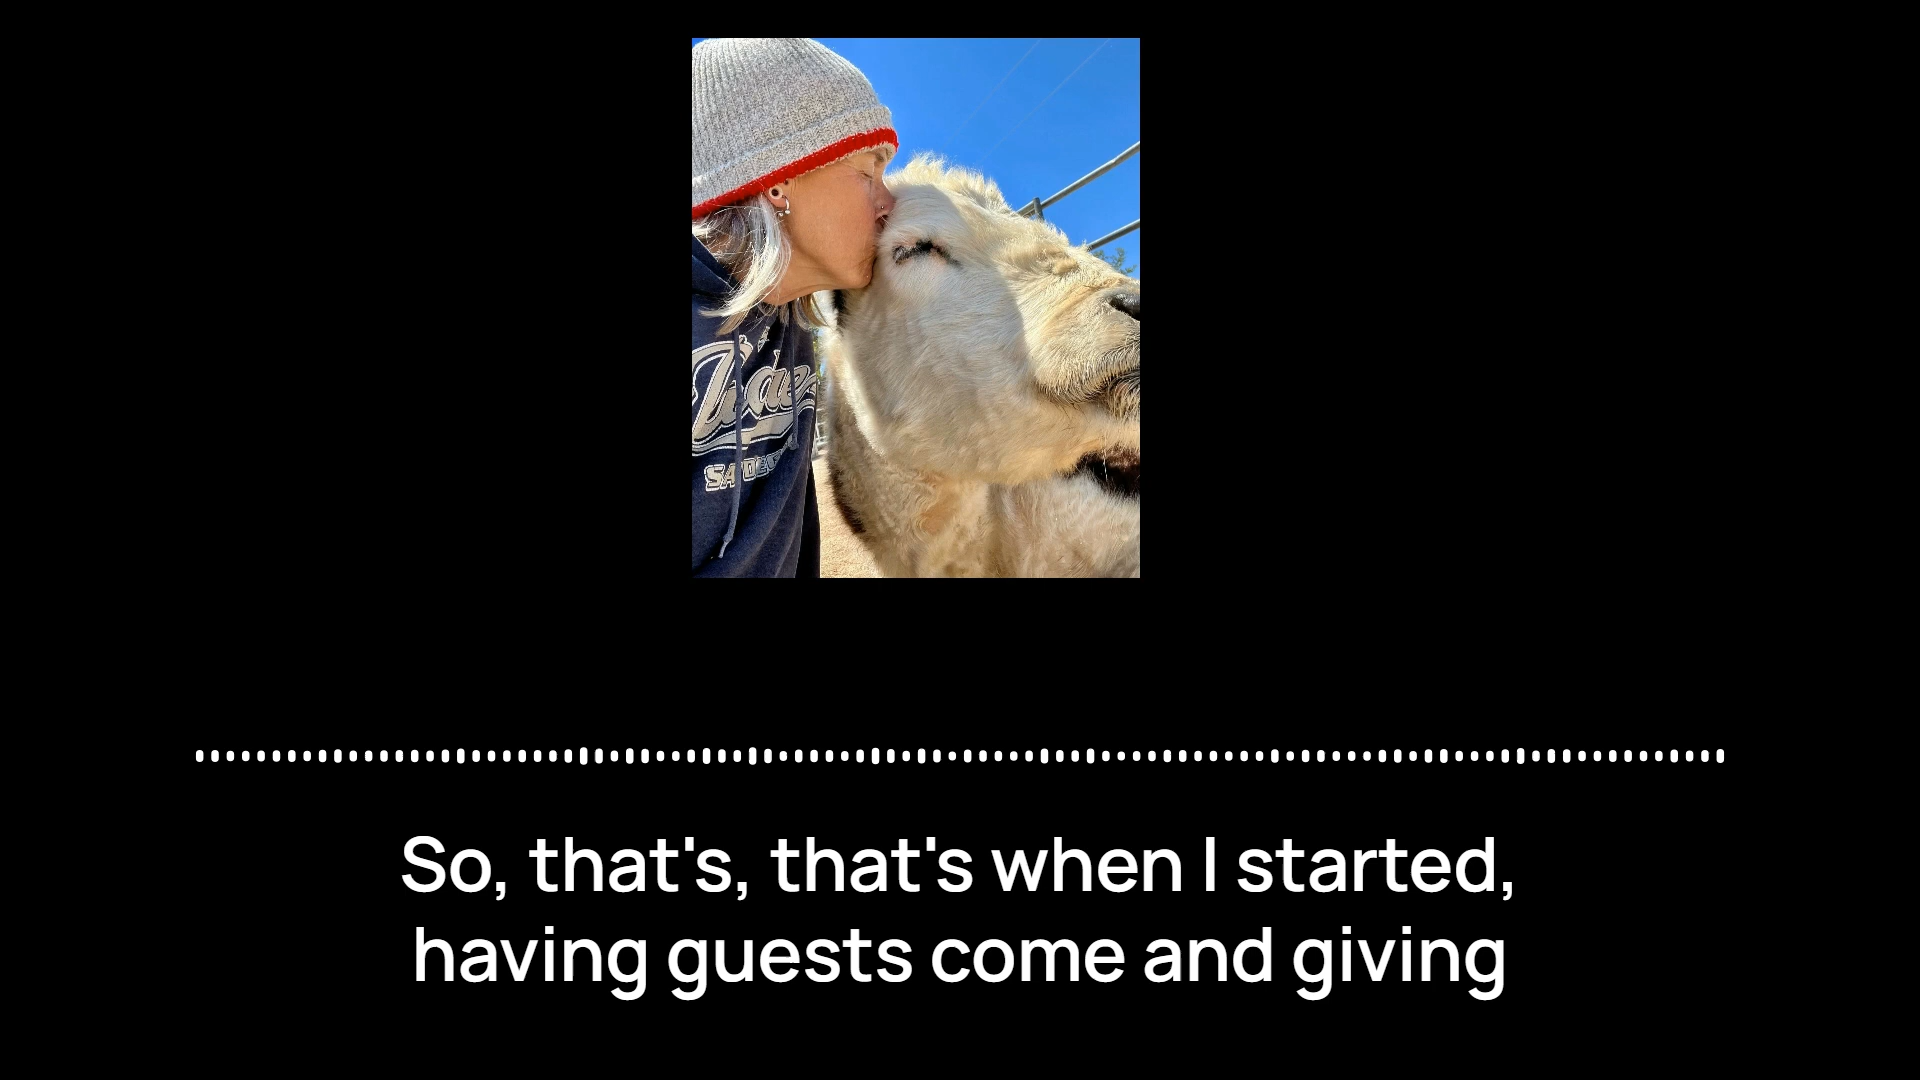 So, that's, that's when I started,
having guests come and giving